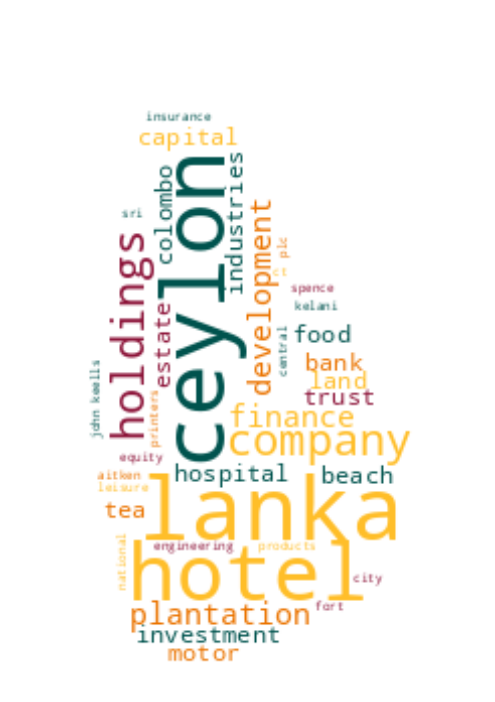 insurance
capital
ceylon
colombo
industries
sri
holdings
development
plc
ct
estate
spence
kelani
central
food
john keells
printers
bank
land
trust
finance
company
equity
aitken
leisure
hospital
beach
lanka
tea
national
engineering
products
hotel
city
plantation
fort
investment
motor